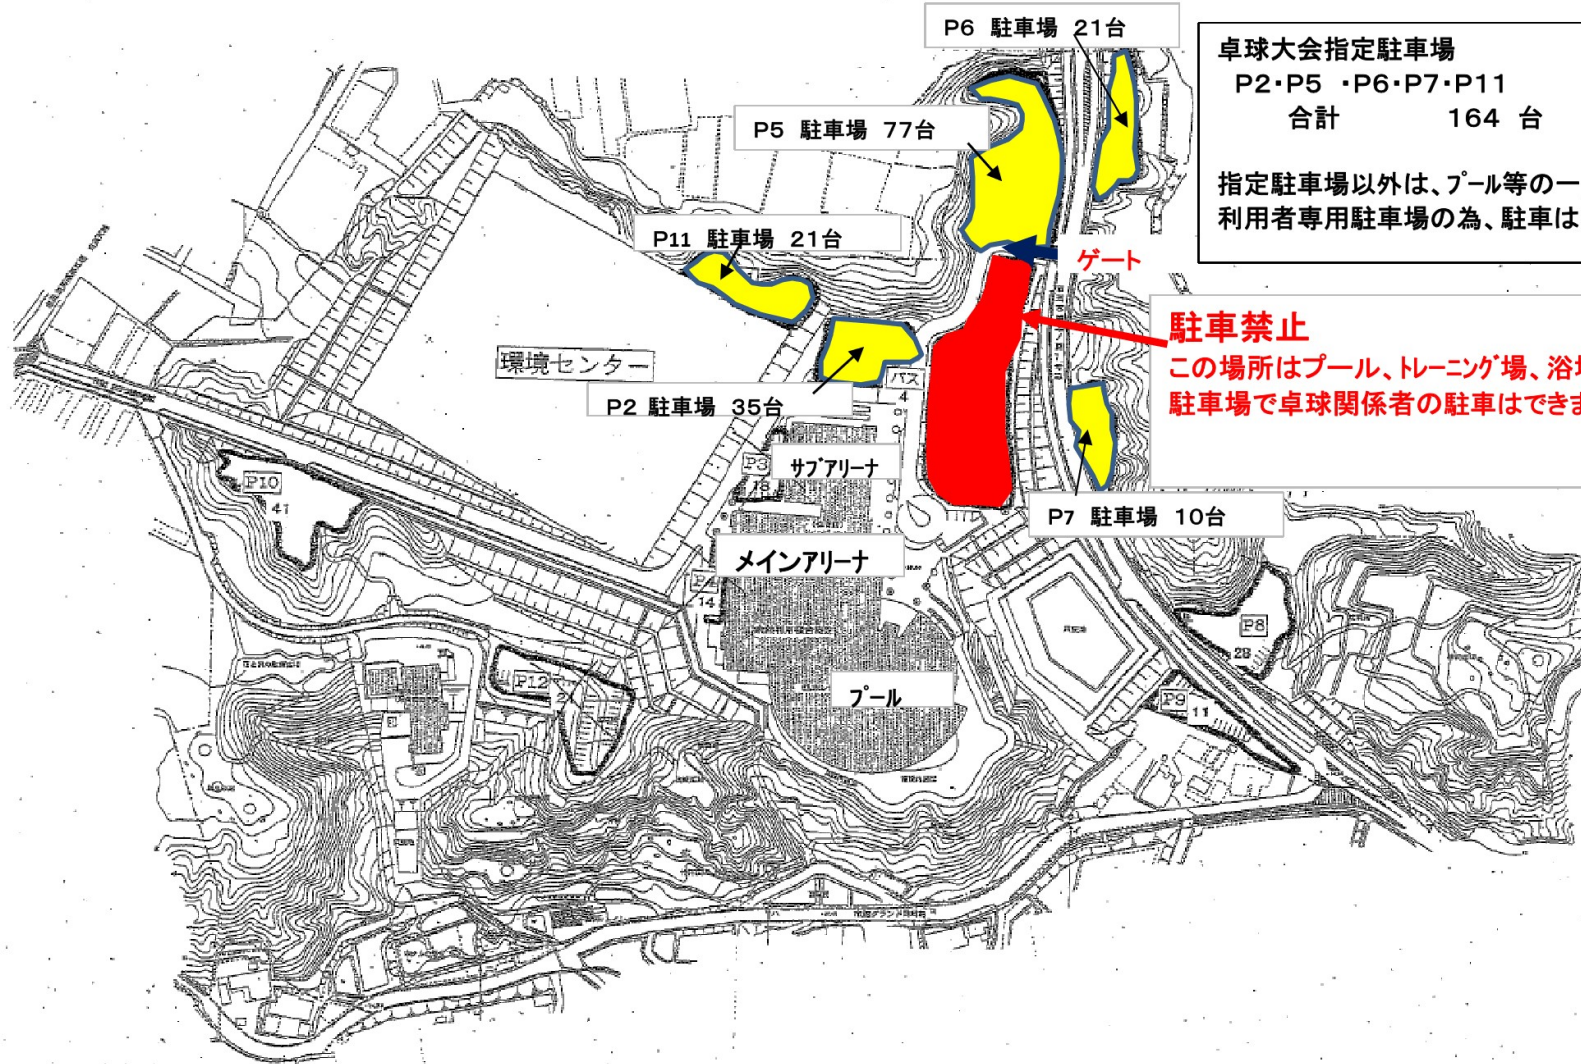 P6 駐車場 21台
卓球大会指定駐車場
P2・P5 ・P6・P7・P11
合計 164 台
指定駐車場以外は、プール等の一
利用者専用駐車場の為、駐車は
P5 駐車場 77台
P11 駐車場 21台
ゲート
駐車禁止
この場所はプール、トレーニング場、浴場
駐車場で卓球関係者の駐車はできま
環境センター
P2 駐車場 35台
バス
4
P3
18
サブアリーナ
P10
41
P7 駐車場 10台
メインアリーナ
14
P8
28
P12
プール
P9
11